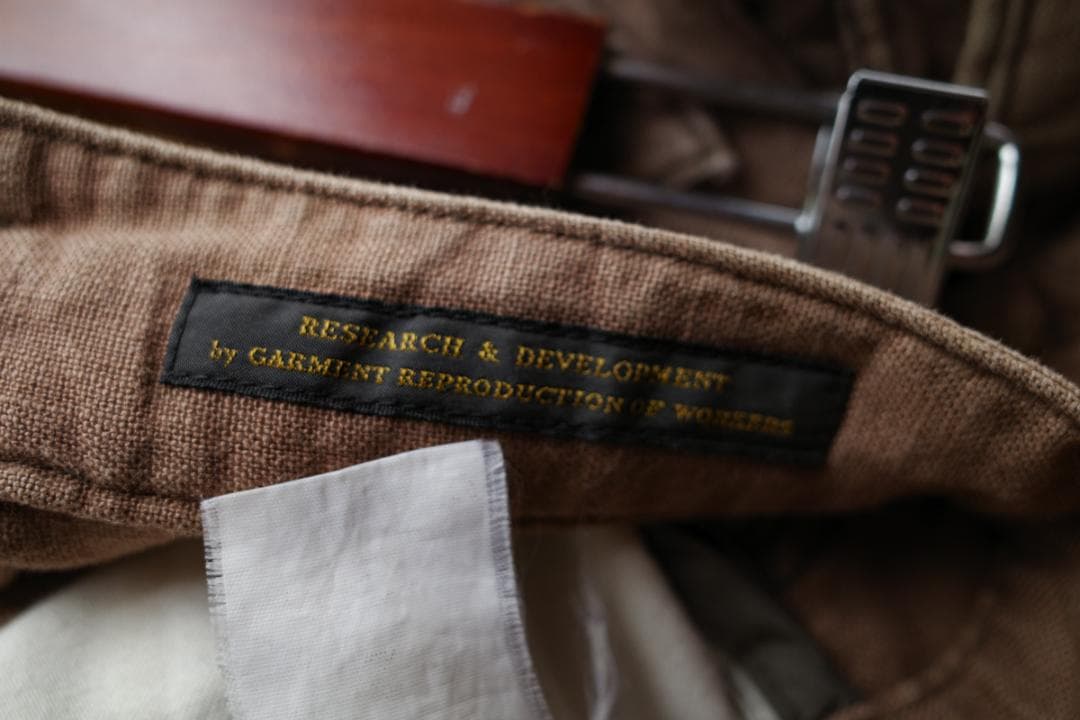 RESEARCH & DEVELOPMENT
by GARMENT REPRODUCTION OF WORKERS